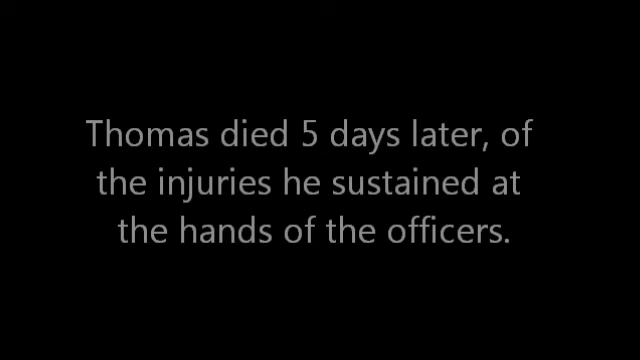 Thomas died 5 days later, of
the injuries he sustained at
the hands of the officers.